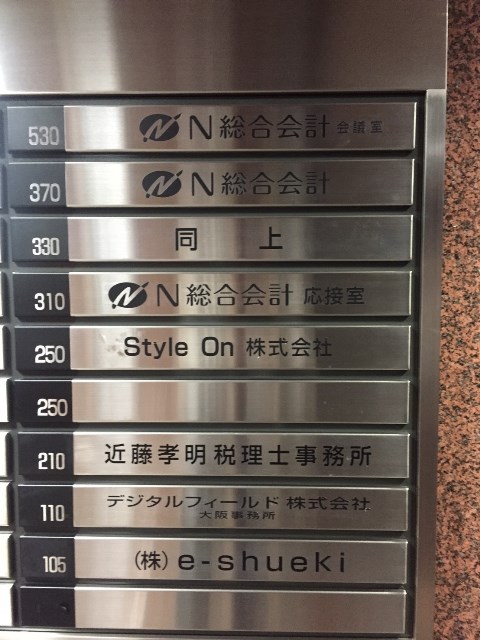 530 N総合会計 会議室
370 N総合会計
330 同 上
310 N総合会計 応接室
250 Style On 株式会社
250
210 近藤孝明税理士事務所
110 デジタルフィールド 株式会社
大阪事務所
105 (株) e-shueki